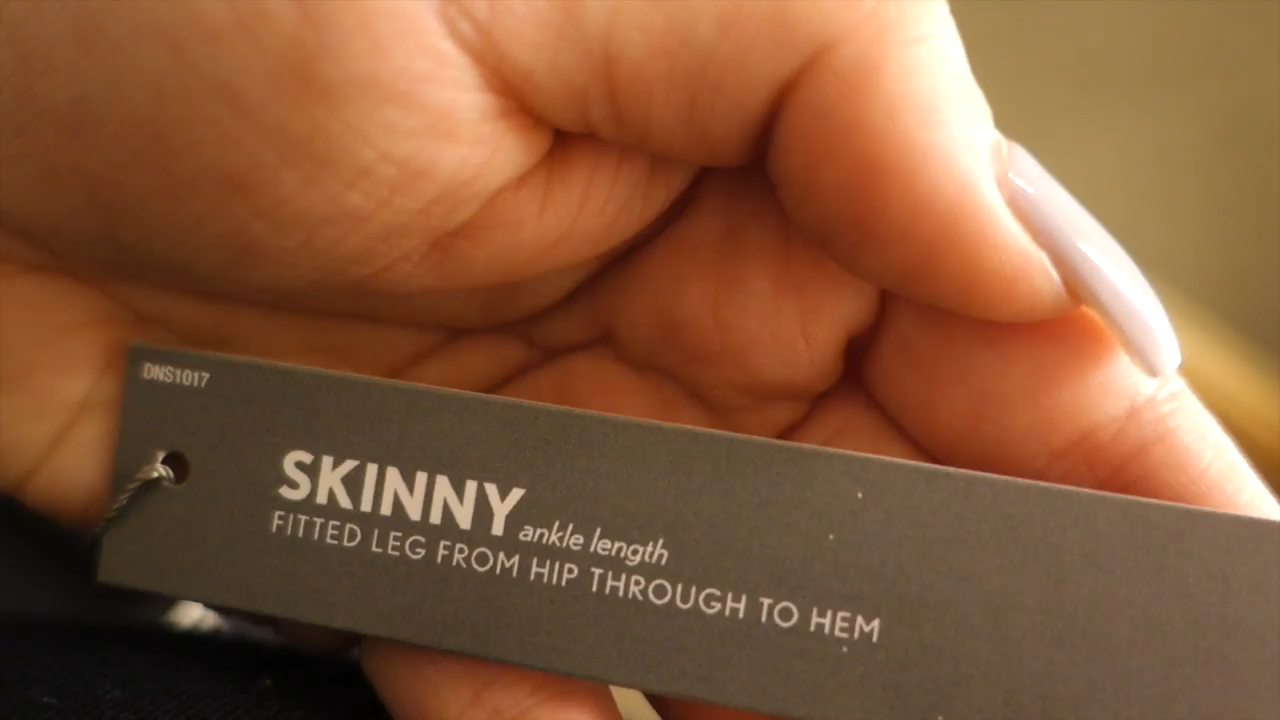 DNS1017
SKINNY ankle length
FITTED LEG FROM HIP THROUGH TO HEM